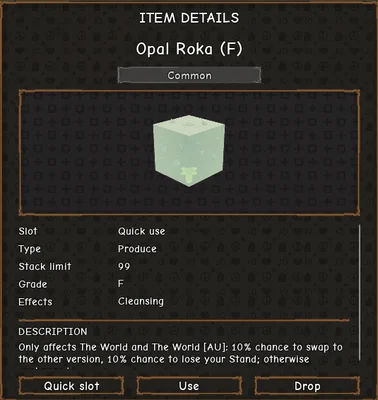 ITEM DETAILS
Opal Roka (F)
Common
Slot Quick use
Type Produce
Stack limit 99
Grade F
Effects Cleansing
DESCRIPTION
Only affects The World and The World [AU]: 10% chance to swap to
the other version, 10% chance to lose your Stand; otherwise
Quick slot Use Drop